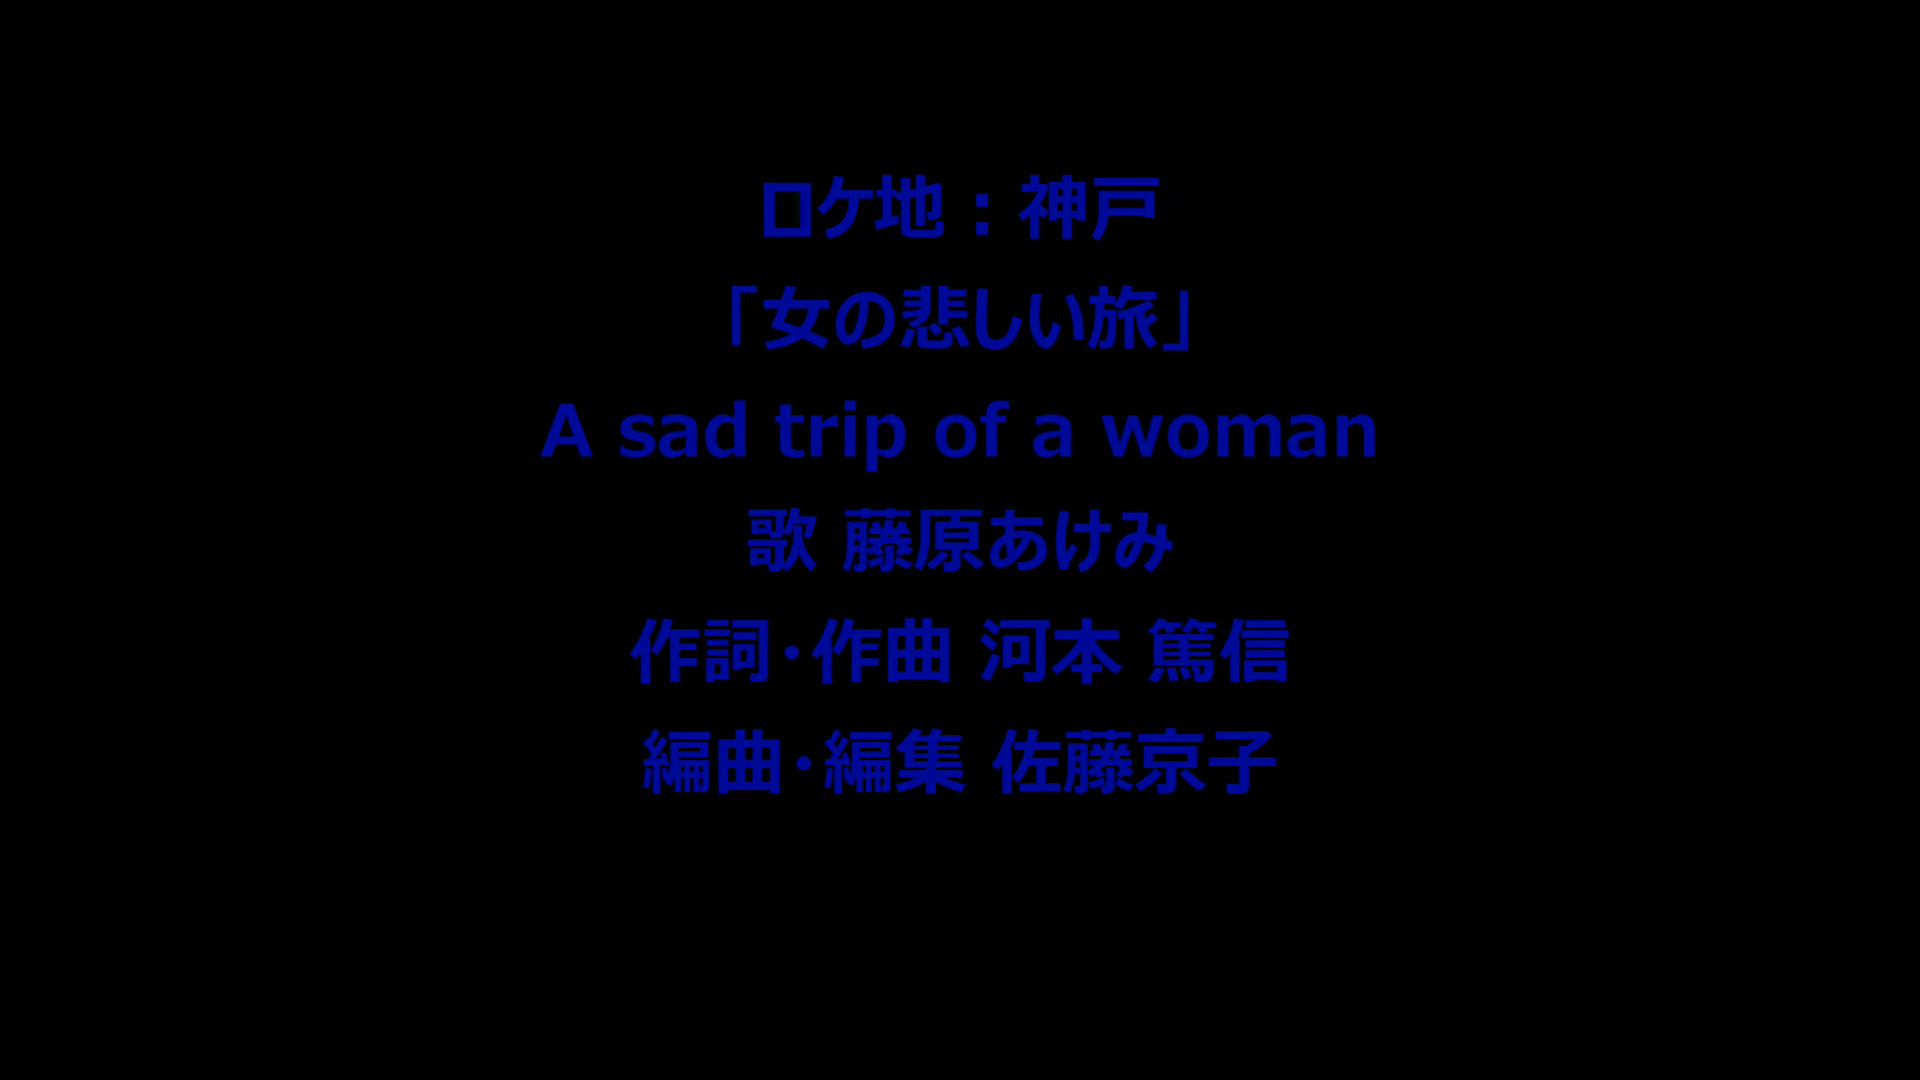 ロケ地：神戸
「女の悲しい旅」
A sad trip of a woman
歌 藤原あけみ
作詞・作曲 河本 篤信
編曲・編集 佐藤京子